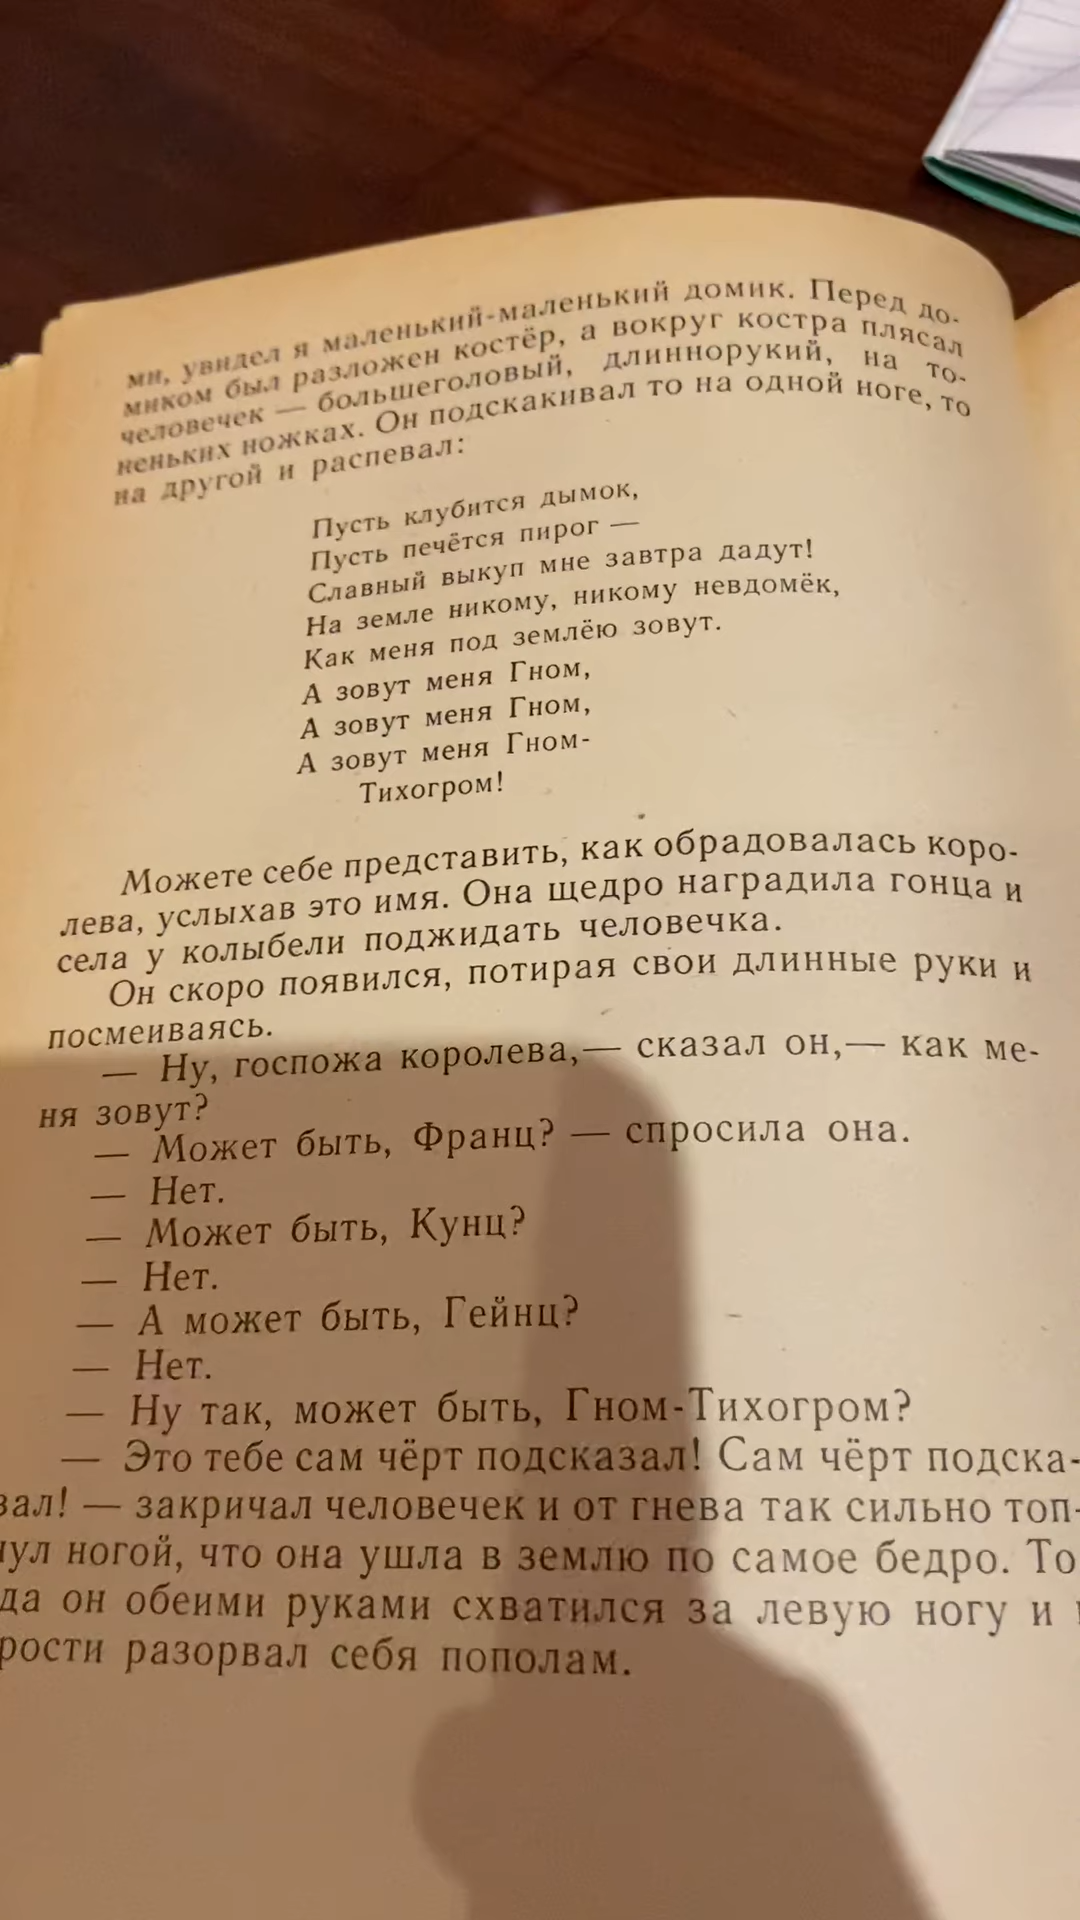 ми, увидел я маленький-маленький домик. Перед до-
миком был разложен костёр, а вокруг костра плясал
человечек — большеголовый, длиннорукий, на то-
неньких ножках. Он подскакивал то на одной ноге, то
на другой и распевал:
Пусть клубится дымок,
Пусть печётся пирог —
Славный выкуп мне завтра дадут!
На земле никому, никому невдомёк,
Как меня под землёю зовут.
А зовут меня Гном,
А зовут меня Гном,
А зовут меня Гном-
Тихогром!
Можете себе представить, как обрадовалась коро-
лева, услыхав это имя. Она щедро наградила гонца и
села у колыбели поджидать человечка.
Он скоро появился, потирая свои длинные руки и
посмеиваясь.
— Ну, госпожа королева,— сказал он,— как ме-
ня зовут?
— Может быть, Франц? — спросила она.
— Нет.
— Может быть, Кунц?
— Нет.
— А может быть, Гейнц?
— Нет.
— Ну так, может быть, Гном-Тихогром?
— Это тебе сам чёрт подсказал! Сам чёрт подска-
зал! — закричал человечек и от гнева так сильно топ-
нул ногой, что она ушла в землю по самое бедро. То
да он обеими руками схватился за левую ногу и
рости разорвал себя пополам.